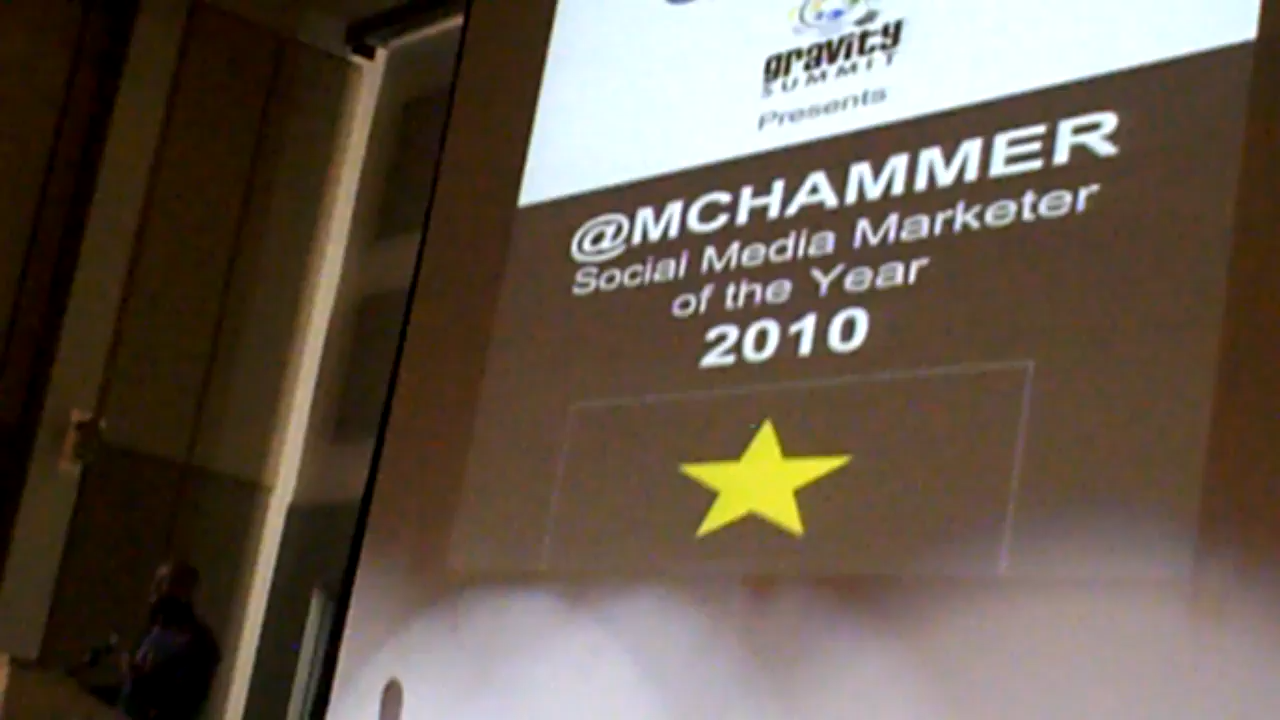 gravity
SUMMIT
Presents
@MCHAMMER
Social Media Marketer
of the Year
2010